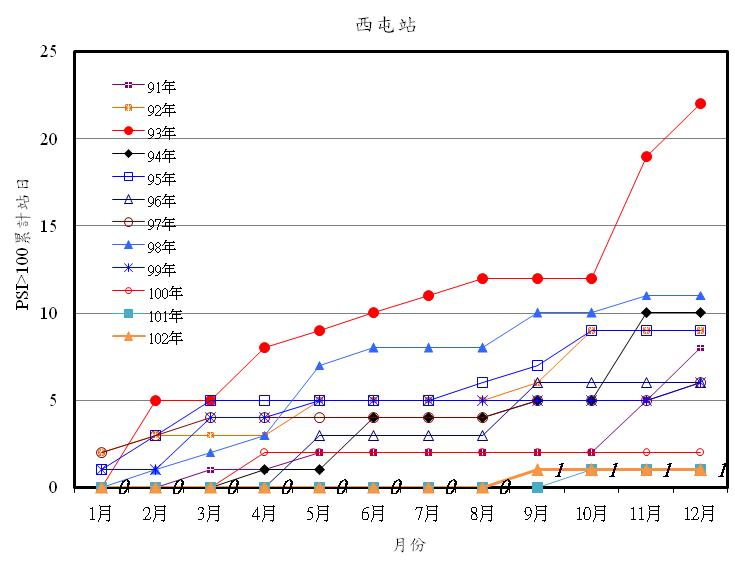 西屯站
25
20
15
10
5
0
PSI>100累計站日
91年
92年
93年
94年
95年
96年
97年
98年
99年
100年
101年
102年
0 0 0 0 0 0 0 0 1 1 1 1
1月 2月 3月 4月 5月 6月 7月 8月 9月 10月 11月 12月
月份